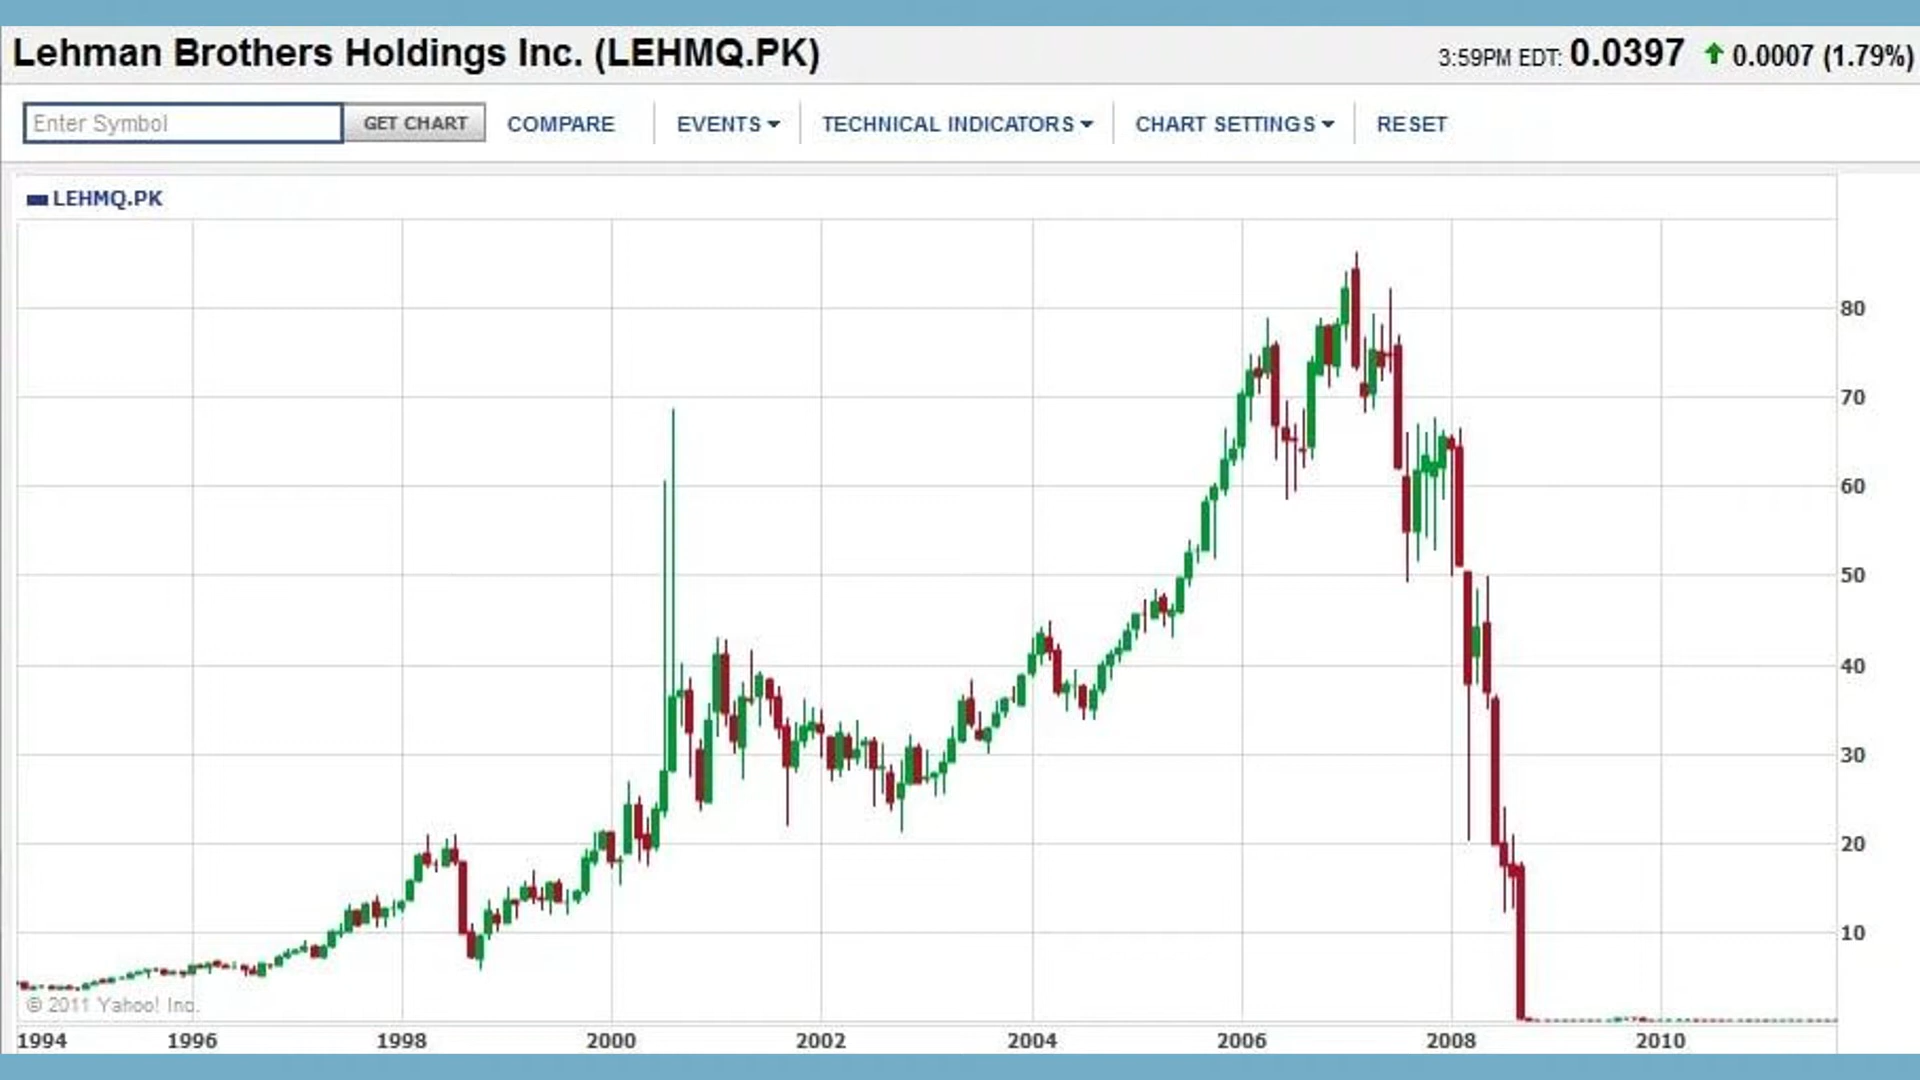 Lehman Brothers Holdings Inc. (LEHMQ.PK) 3:59PM EDT: 0.0397 0.0007 (1.79%)
Enter Symbol GET CHART COMPARE EVENTS TECHNICAL INDICATORS CHART SETTINGS RESET
LEHMQ.PK
80
70
60
50
40
30
20
10
© 2011 Yahoo! Inc.
1994 1996 1998 2000 2002 2004 2006 2008 2010